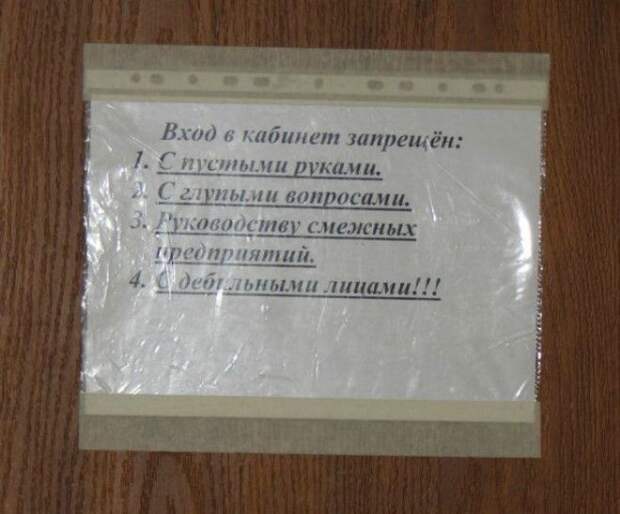 Вход в кабинет запрещён:
1. С пустыми руками.
2. С глупыми вопросами.
3. Руководству смежных
предприятий.
4. С дебильными лицами!!!